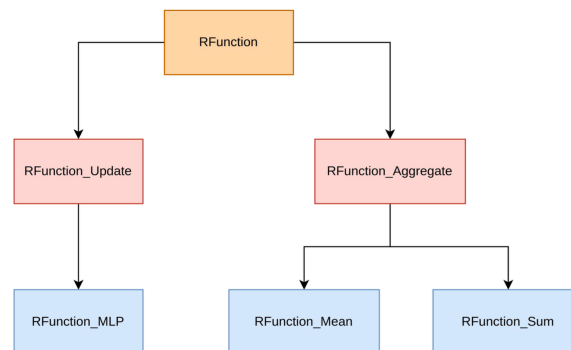 RFunction
RFunction_Update
RFunction_Aggregate
RFunction_MLP
RFunction_Mean
RFunction_Sum